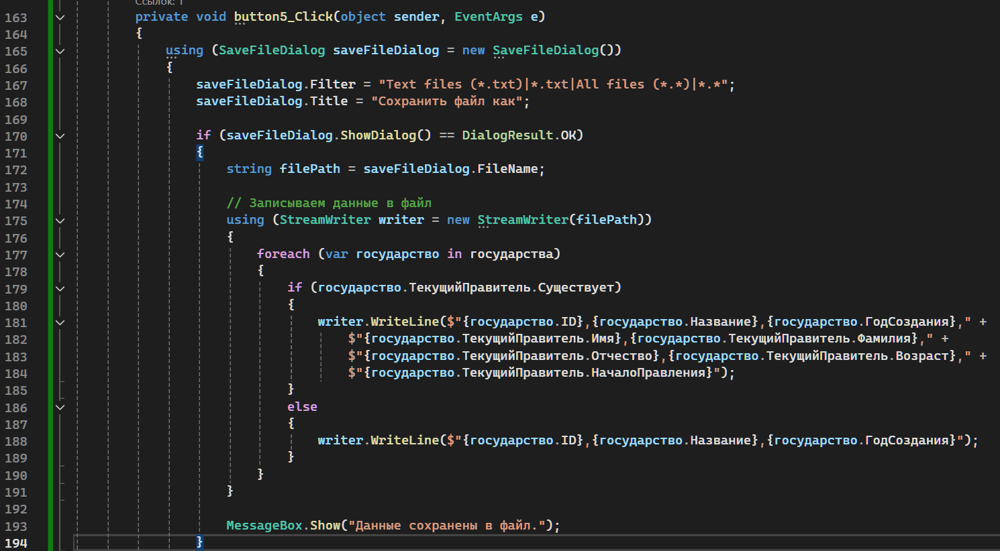 Ссылок: 1
163 private void button5_Click(object sender, EventArgs e)
164 {
165 using (SaveFileDialog saveFileDialog = new SaveFileDialog())
166 {
167 saveFileDialog.Filter = "Text files (*.txt)|*.txt|All files (*.*)|*.*";
168 saveFileDialog.Title = "Сохранить файл как";
169
170 if (saveFileDialog.ShowDialog() == DialogResult.OK)
171 {
172 string filePath = saveFileDialog.FileName;
173
174 // Записываем данные в файл
175 using (StreamWriter writer = new StreamWriter(filePath))
176 {
177 foreach (var государство in государства)
178 {
179 if (государство.ТекущийПравитель.Существует)
180 {
181 writer.WriteLine($"{государство.ID},{государство.Название},{государство.ГодСоздания}," +
182 $"{государство.ТекущийПравитель.Имя},{государство.ТекущийПравитель.Фамилия}," +
183 $"{государство.ТекущийПравитель.Отчество},{государство.ТекущийПравитель.Возраст}," +
184 $"{государство.ТекущийПравитель.НачалоПравления}");
185 }
186 else
187 {
188 writer.WriteLine($"{государство.ID},{государство.Название},{государство.ГодСоздания}");
189 }
190 }
191 }
192
193 MessageBox.Show("Данные сохранены в файл.");
194 }